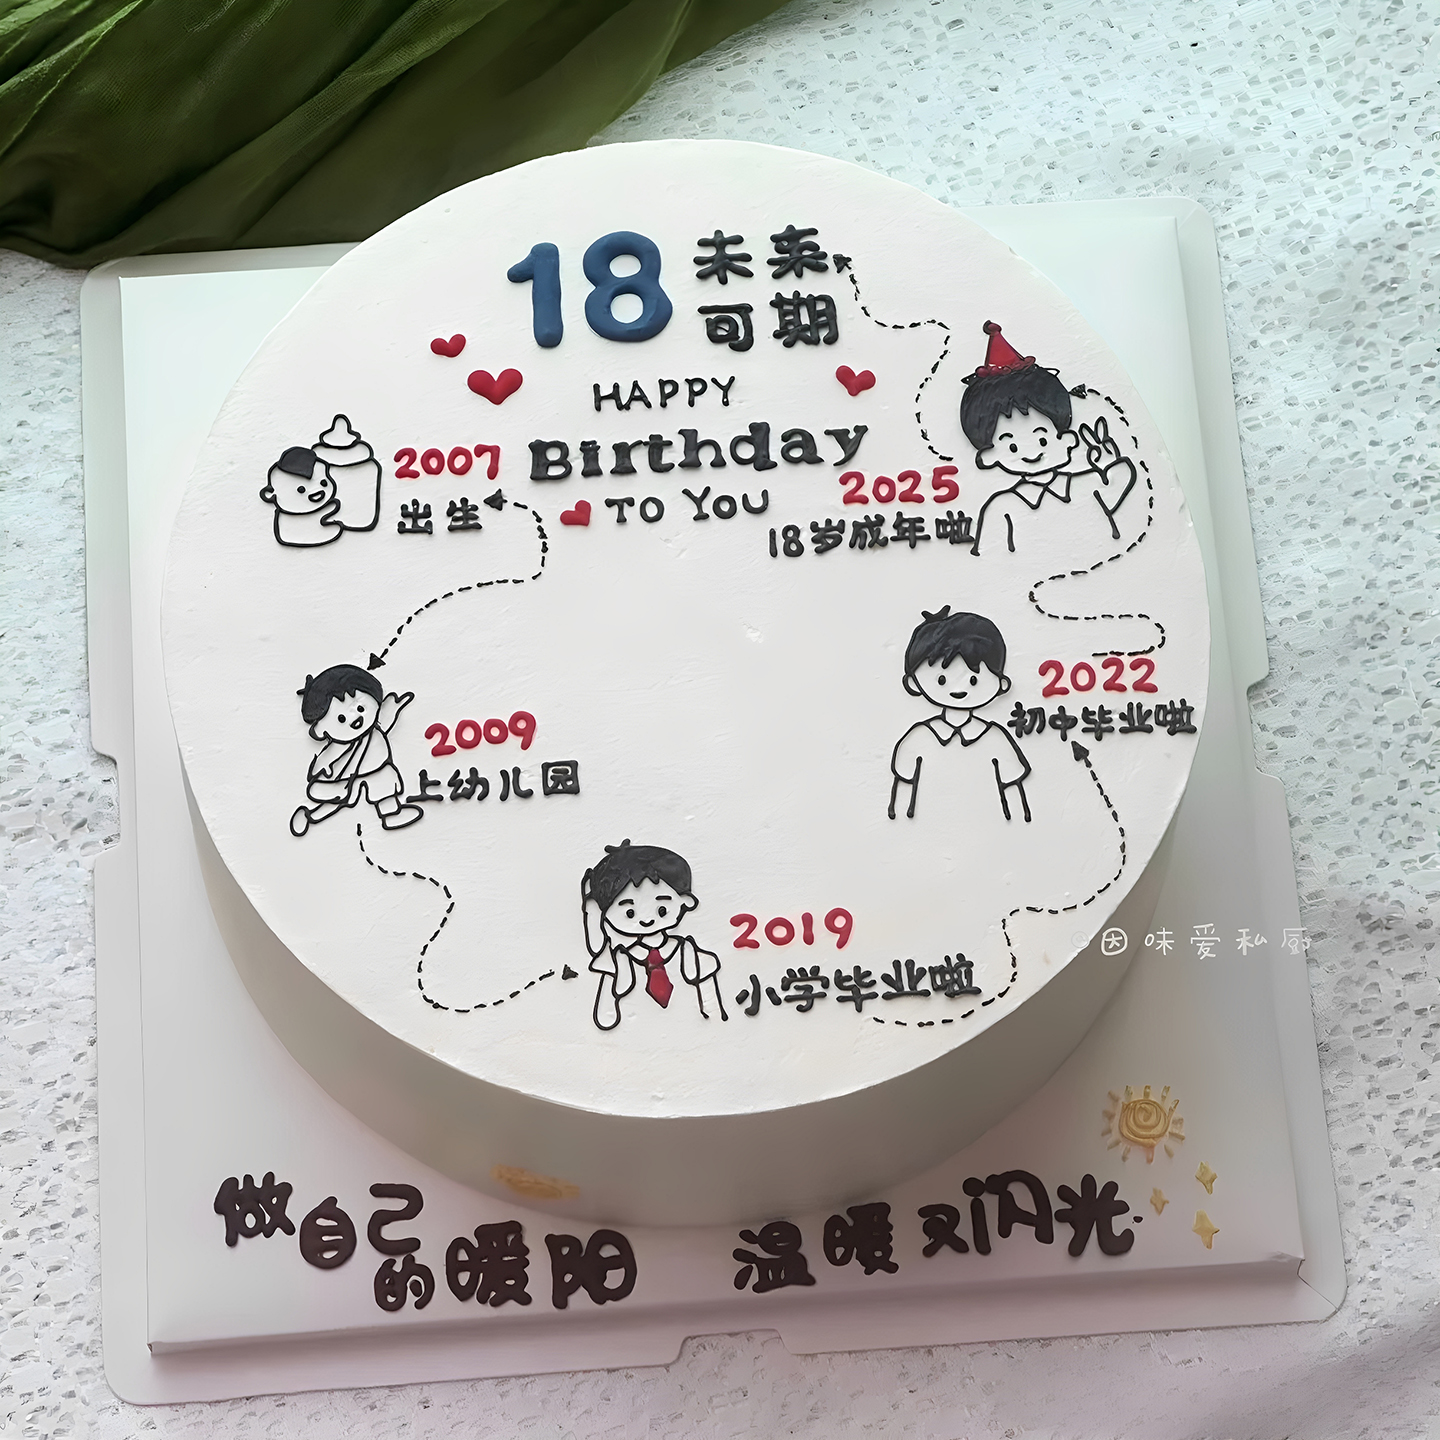 18 未来
可期
HAPPY
Birthday
TO YOU
2007
出生
2009
上幼儿园
2019
小学毕业啦
2022
初中毕业啦
2025
18岁成年啦
©因味爱私厨
做自己的暖阳 温暖又闪光